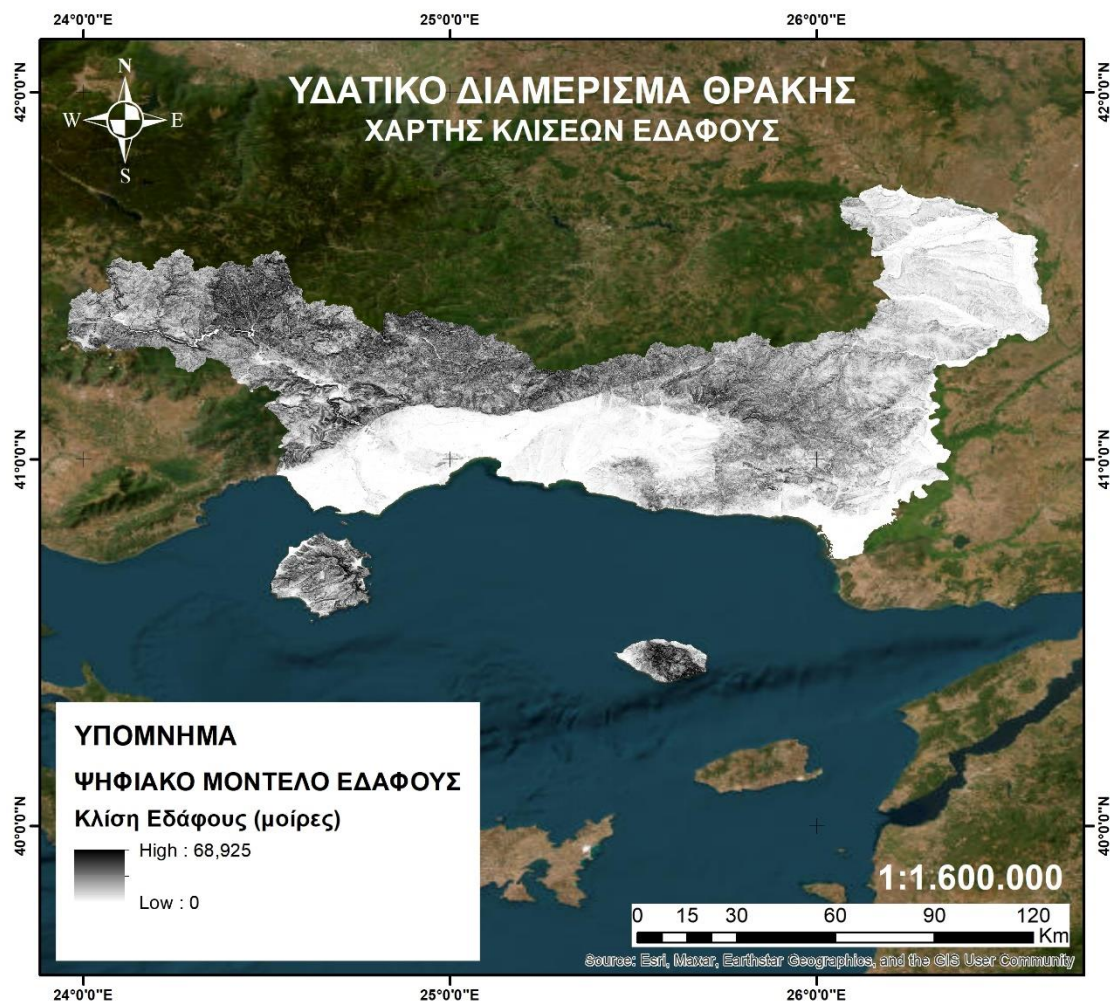 24°0'0"E 25°0'0"E 26°0'0"E
42°0'0"N 42°0'0"N
N
W E
S
ΥΔΑΤΙΚΟ ΔΙΑΜΕΡΙΣΜΑ ΘΡΑΚΗΣ
ΧΑΡΤΗΣ ΚΛΙΣΕΩΝ ΕΔΑΦΟΥΣ
41°0'0"N 41°0'0"N
ΥΠΟΜΝΗΜΑ
ΨΗΦΙΑΚΟ ΜΟΝΤΕΛΟ ΕΔΑΦΟΥΣ
Κλίση Εδάφους (μοίρες)
High : 68,925
Low : 0
40°0'0"N 40°0'0"N
1:1.600.000
0 15 30 60 90 120
Km
Source: Esri, Maxar, Earthstar Geographics, and the GIS User Community
24°0'0"E 25°0'0"E 26°0'0"E